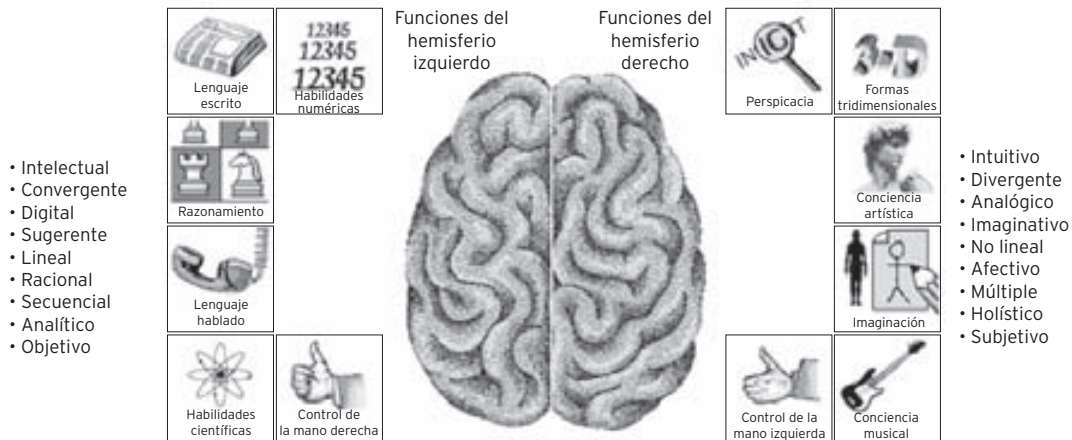 Funciones del
hemisferio
izquierdo
Funciones del
hemisferio
derecho
• Intelectual
• Convergente
• Digital
• Sugerente
• Lineal
• Racional
• Secuencial
• Analítico
• Objetivo
Lenguaje
escrito
12345
12345
12345
Habilidades
numéricas
Razonamiento
Lenguaje
hablado
Habilidades
científicas
Control de
la mano derecha
INSIGHT
Perspicacia
3-D
Formas
tridimensionales
Conciencia
artística
Imaginación
Control de la
mano izquierda
Conciencia
musical
• Intuitivo
• Divergente
• Analógico
• Imaginativo
• No lineal
• Afectivo
• Múltiple
• Holístico
• Subjetivo